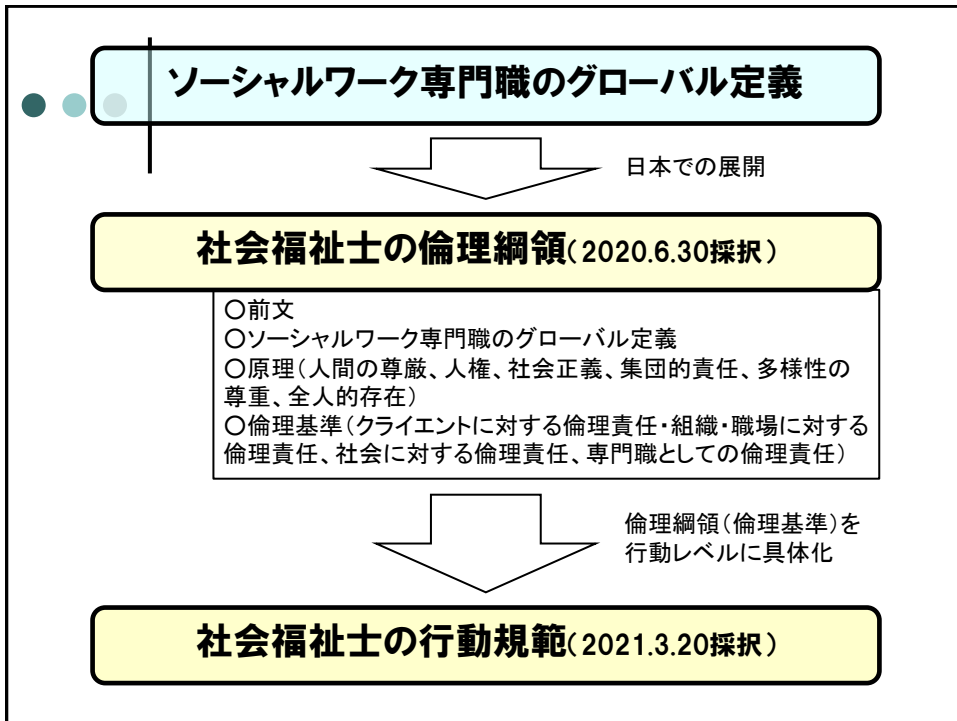 ソーシャルワーク専門職のグローバル定義
日本での展開
社会福祉士の倫理綱領(2020.6.30採択)
○前文
○ソーシャルワーク専門職のグローバル定義
○原理(人間の尊厳、人権、社会正義、集団的責任、多様性の
尊重、全人的存在)
○倫理基準(クライエントに対する倫理責任・組織・職場に対する
倫理責任、社会に対する倫理責任、専門職としての倫理責任)
倫理綱領(倫理基準)を
行動レベルに具体化
社会福祉士の行動規範(2021.3.20採択)